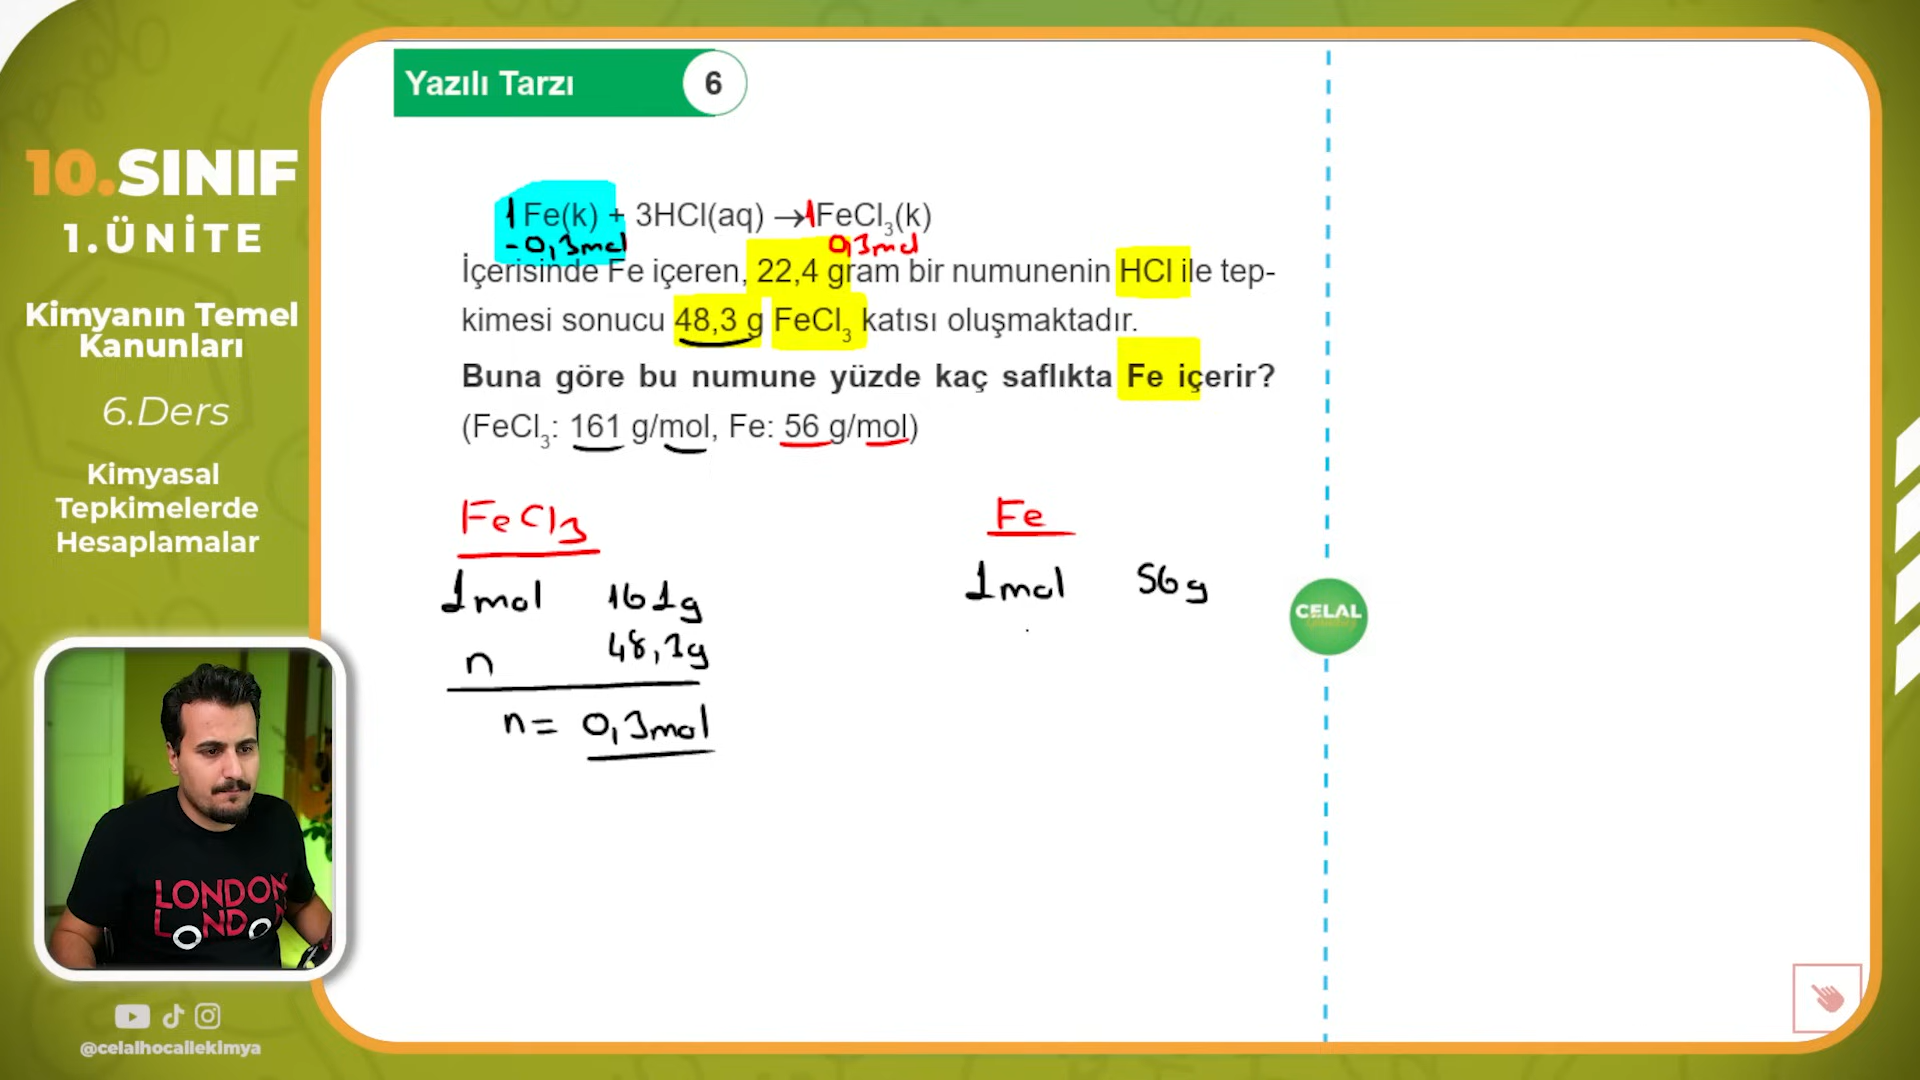 10.SINIF
1.ÜNİTE
Kimyanın Temel
Kanunları
6.Ders
Kimyasal
Tepkimelerde
Hesaplamalar
@celalhocallekimya
Yazılı Tarzı 6
1 Fe(k) + 3HCl(aq) → 1FeCl₃(k)
-0,3mol 0,3mol
İçerisinde Fe içeren, 22,4 gram bir numunenin HCl ile tep-
kimesi sonucu 48,3 g FeCl₃ katısı oluşmaktadır.
Buna göre bu numune yüzde kaç saflıkta Fe içerir?
(FeCl₃: 161 g/mol, Fe: 56 g/mol)
FeCl₃
1mol 161g
n 48,3g
n = 0,3mol
Fe
1mol 56g
CELAL
LONDON
LONDON